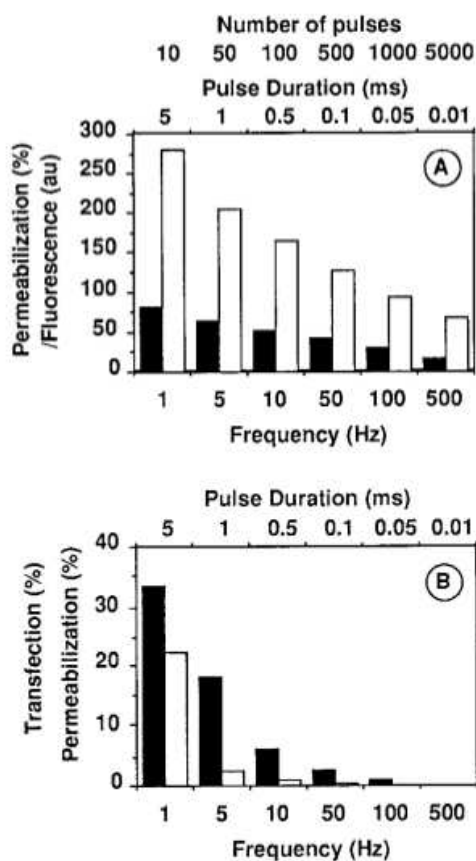 Number of pulses
10 50 100 500 1000 5000
Pulse Duration (ms)
5 1 0.5 0.1 0.05 0.01
Permeabilization (%)
/Fluorescence (au)
300
250
200
150
100
50
0
A
1 5 10 50 100 500
Frequency (Hz)
Pulse Duration (ms)
5 1 0.5 0.1 0.05 0.01
Transfection (%)
Permeabilization (%)
40
30
20
10
0
B
1 5 10 50 100 500
Frequency (Hz)